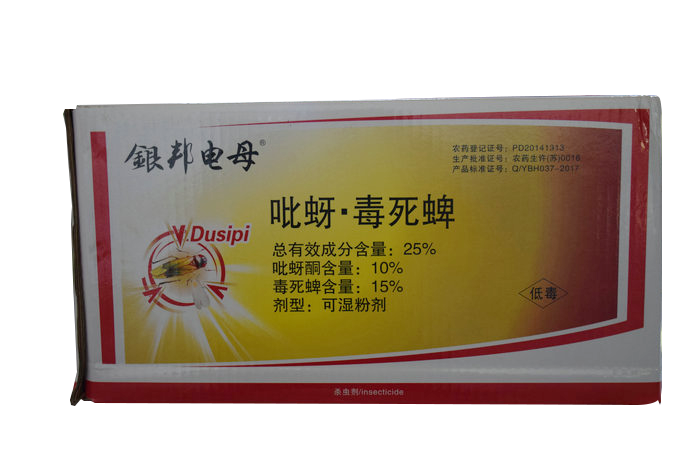 銀邦电母®
农药登记证号：PD20141313
生产批准证号：农药生许(苏)0016
产品标准证号：Q/YBH037-2017
Dusipi
吡蚜·毒死蜱
总有效成分含量：25%
吡蚜酮含量：10%
毒死蜱含量：15%
剂型：可湿粉剂
低毒
杀虫剂/insecticide